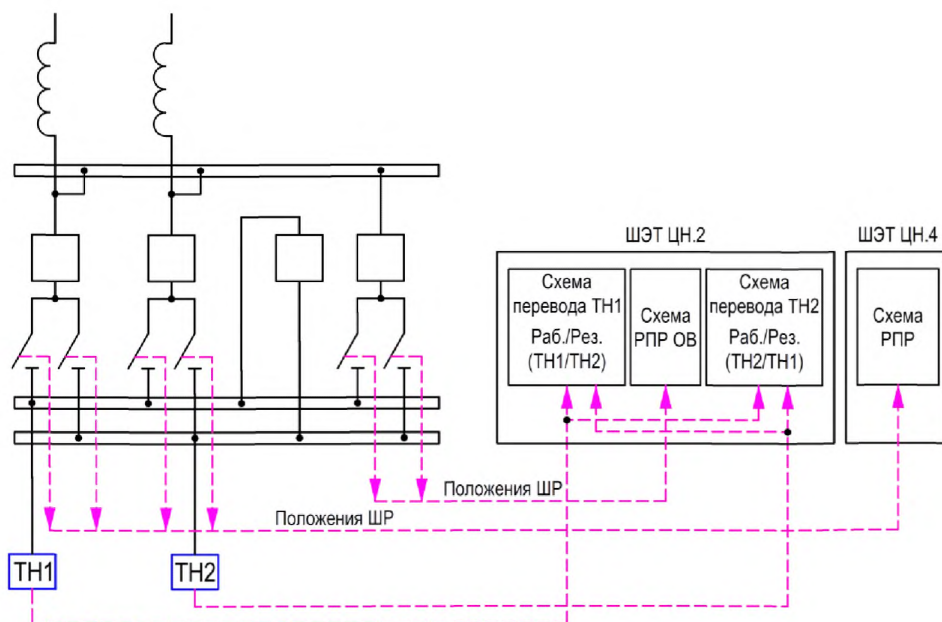 ШЭТ ЦН.2
ШЭТ ЦН.4
Схема
перевода ТН1
Раб./Рез.
(ТН1/ТН2)
Схема
РПР ОВ
Схема
перевода ТН2
Раб./Рез.
(ТН2/ТН1)
Схема
РПР
Положения ШР
Положения ШР
ТН1
ТН2